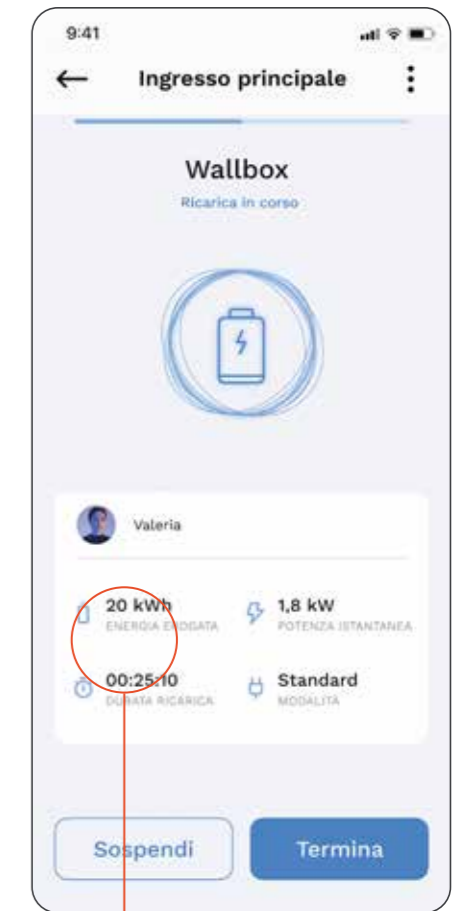 9:41
Ingresso principale
Wallbox
Ricarica in corso
Valeria
20 kWh
ENERGIA EROGATA
1,8 kW
POTENZA ISTANTANEA
00:25:10
DURATA RICARICA
Standard
MODALITÀ
Sospendi
Termina